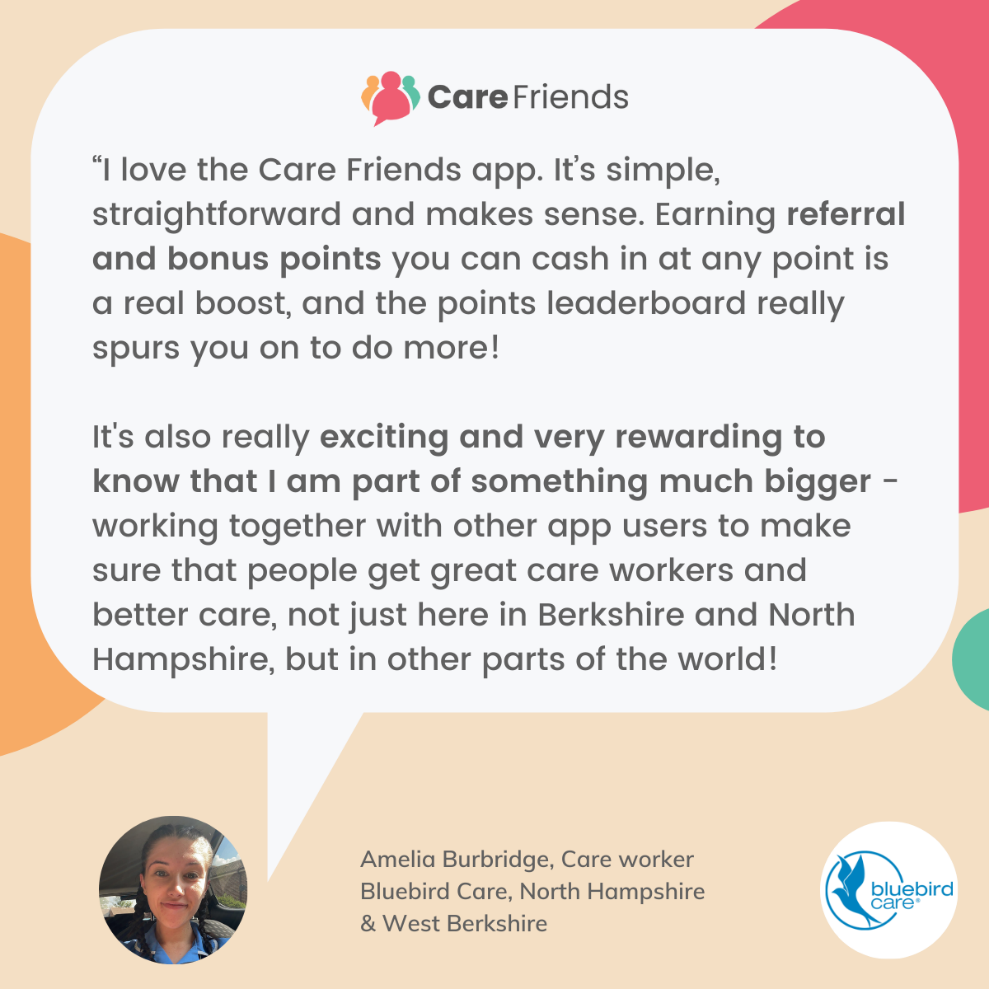 Care Friends
“I love the Care Friends app. It’s simple,
straightforward and makes sense. Earning referral
and bonus points you can cash in at any point is
a real boost, and the points leaderboard really
spurs you on to do more!
It's also really exciting and very rewarding to
know that I am part of something much bigger -
working together with other app users to make
sure that people get great care workers and
better care, not just here in Berkshire and North
Hampshire, but in other parts of the world!
Amelia Burbridge, Care worker
Bluebird Care, North Hampshire
& West Berkshire
bluebird
care®